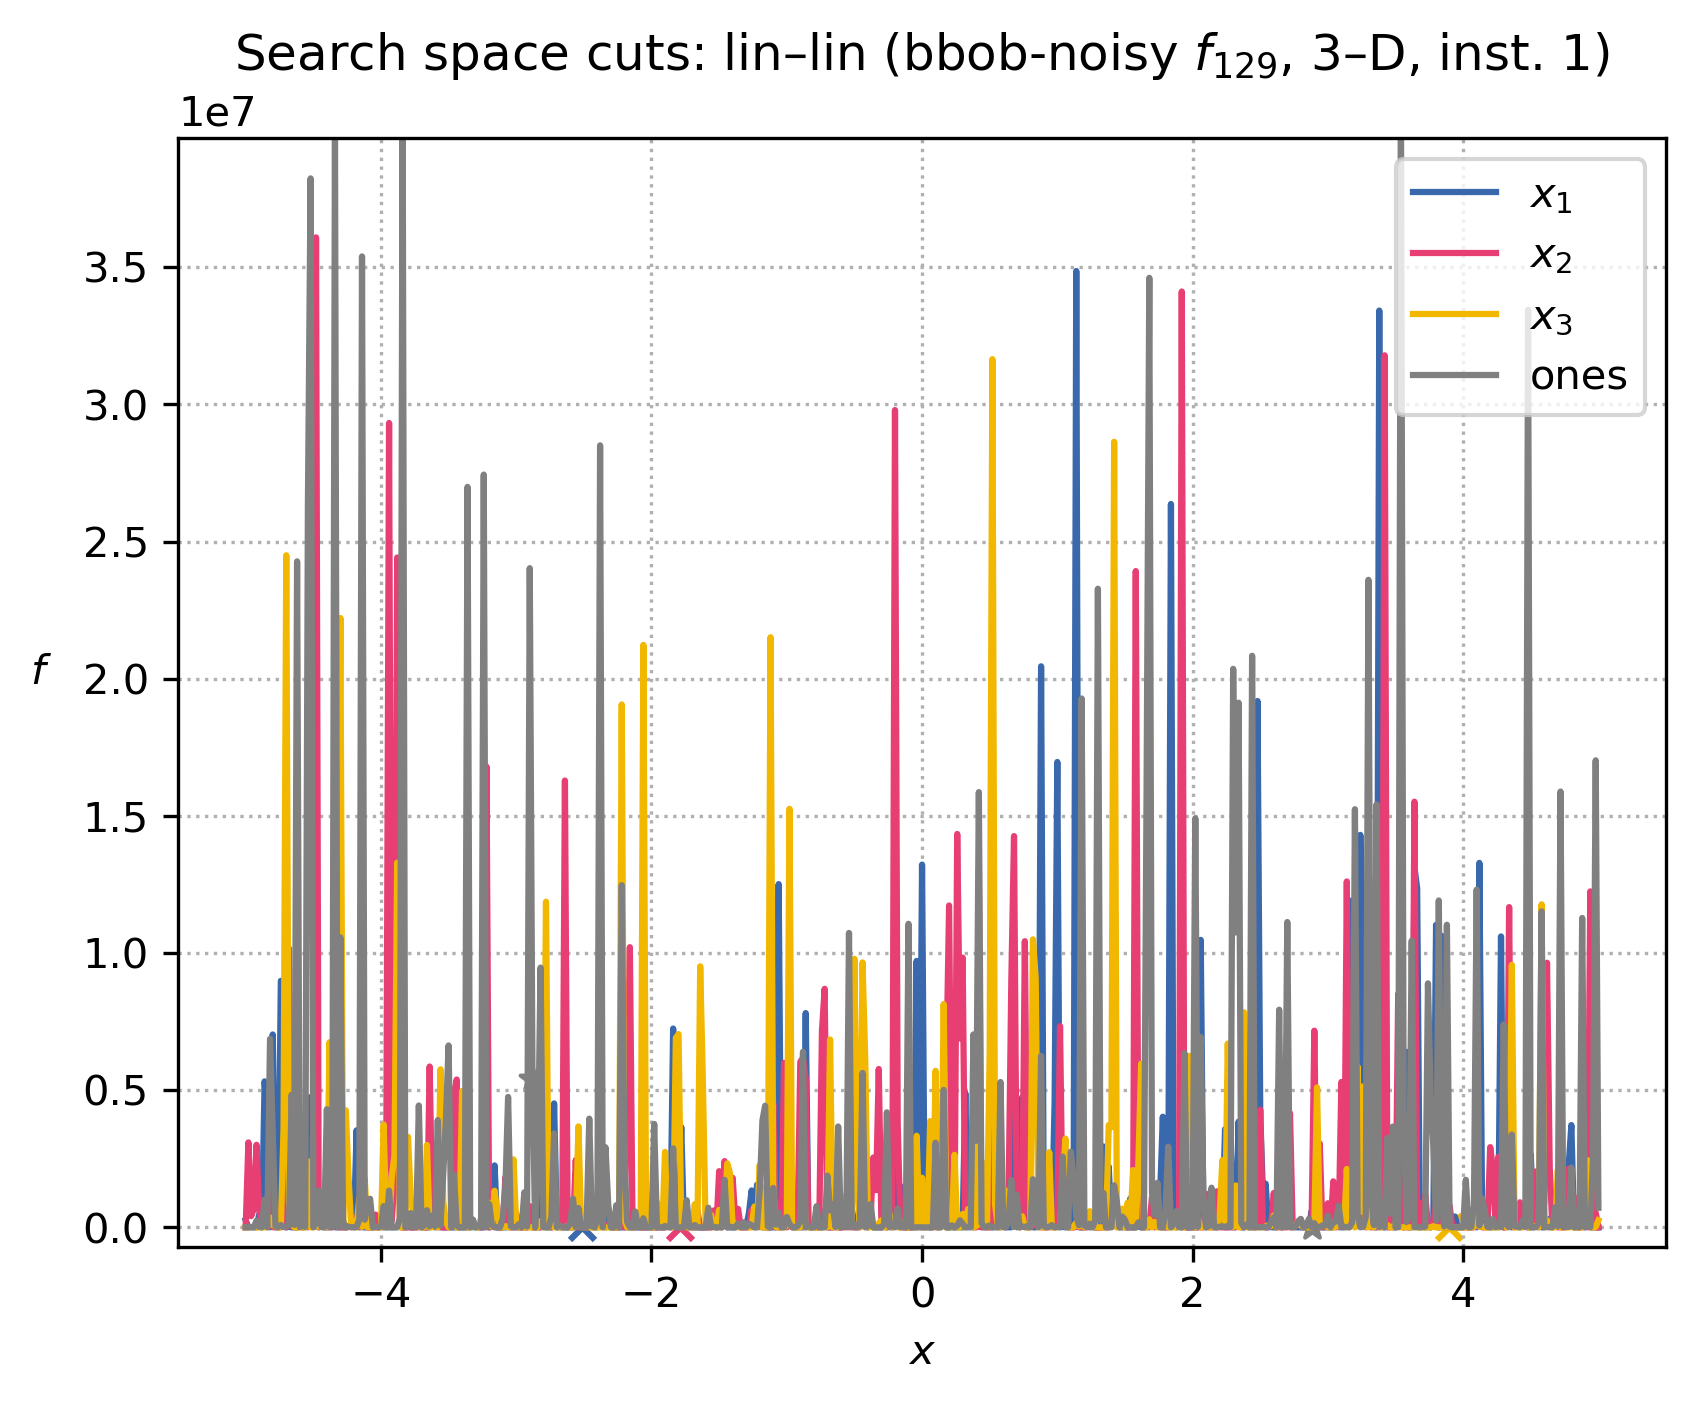 Search space cuts: lin–lin (bbob-noisy f₁₂₉, 3–D, inst. 1)
1e7
x₁
x₂
x₃
ones
3.5
3.0
2.5
2.0
1.5
1.0
0.5
0.0
f
−4
−2
0
2
4
x